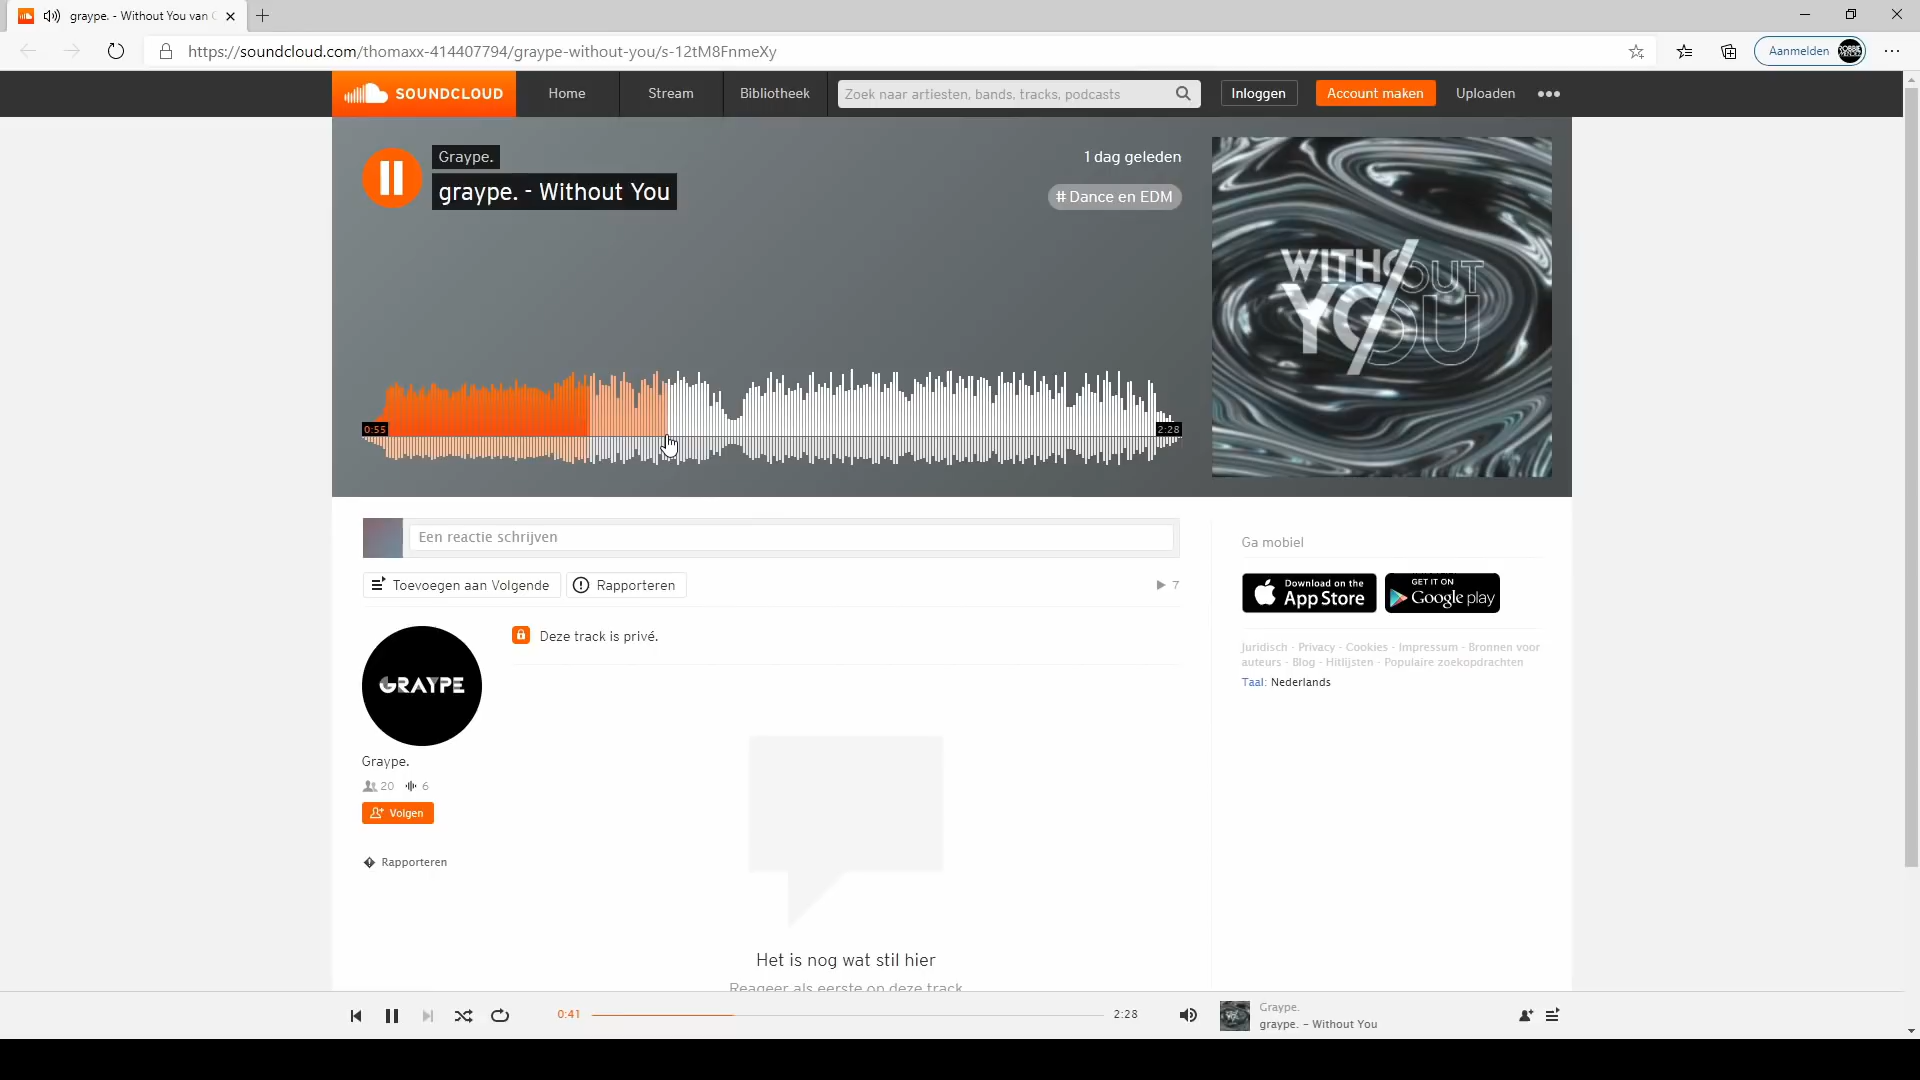 graype. - Without You van
https://soundcloud.com/thomaxx-414407794/graype-without-you/s-12tM8FnmeXy
Aanmelden
SOUNDCLOUD
Home
Stream
Bibliotheek
Zoek naar artiesten, bands, tracks, podcasts
Inloggen
Account maken
Uploaden
Graype.
graype. - Without You
1 dag geleden
# Dance en EDM
WITHOUT
YOU
0:55
2:28
Een reactie schrijven
Toevoegen aan Volgende
Rapporteren
7
Deze track is privé.
GRAYPE
Graype.
20
6
Volgen
Rapporteren
Het is nog wat stil hier
Reageer als eerste op deze track
Ga mobiel
Download on the
App Store
GET IT ON
Google play
Juridisch - Privacy - Cookies - Impressum - Bronnen voor
auteurs - Blog - Hitlijsten - Populaire zoekopdrachten
Taal: Nederlands
0:41
2:28
Graype.
graype. - Without You